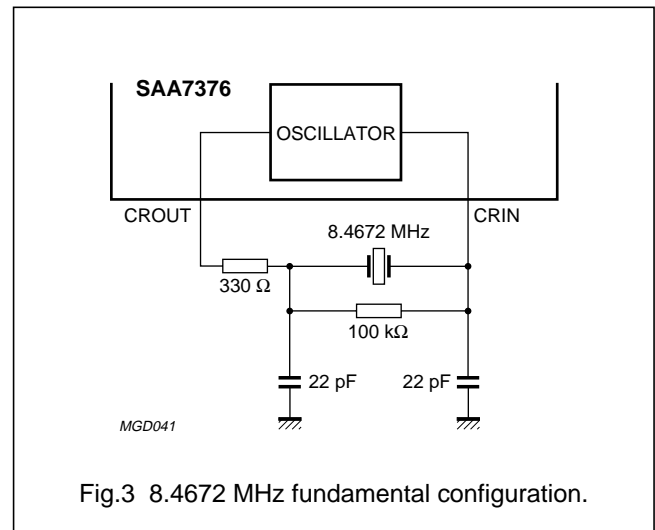 SAA7376
OSCILLATOR
CROUT
CRIN
8.4672 MHz
330 Ω
100 kΩ
22 pF
22 pF
MGD041
Fig.3 8.4672 MHz fundamental configuration.